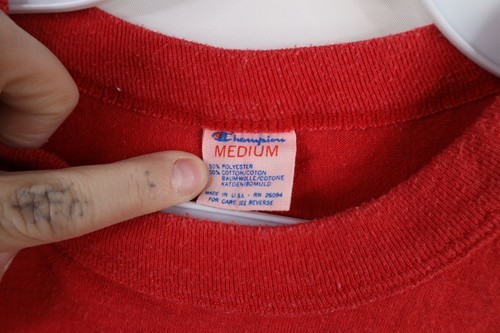 Champion
MEDIUM
50% POLYESTER
50% COTTON/COTON
BAUMWOLLE/COTONE
KATOEN/BOMULD
MADE IN U.S.A. - RN 26094
FOR CARE SEE REVERSE